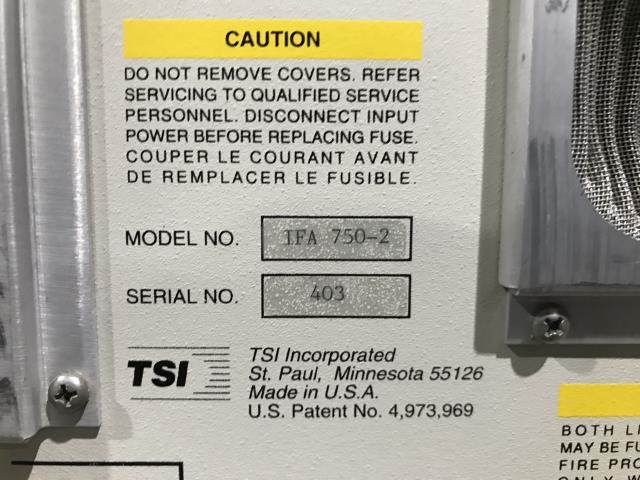 CAUTION
DO NOT REMOVE COVERS. REFER
SERVICING TO QUALIFIED SERVICE
PERSONNEL. DISCONNECT INPUT
POWER BEFORE REPLACING FUSE.
COUPER LE COURANT AVANT
DE REMPLACER LE FUSIBLE.
MODEL NO. IFA 750-2
SERIAL NO. 403
TSI
TSI Incorporated
St. Paul, Minnesota 55126
Made in U.S.A.
U.S. Patent No. 4,973,969
BOTH
MAY BE
FIRE
ONLY